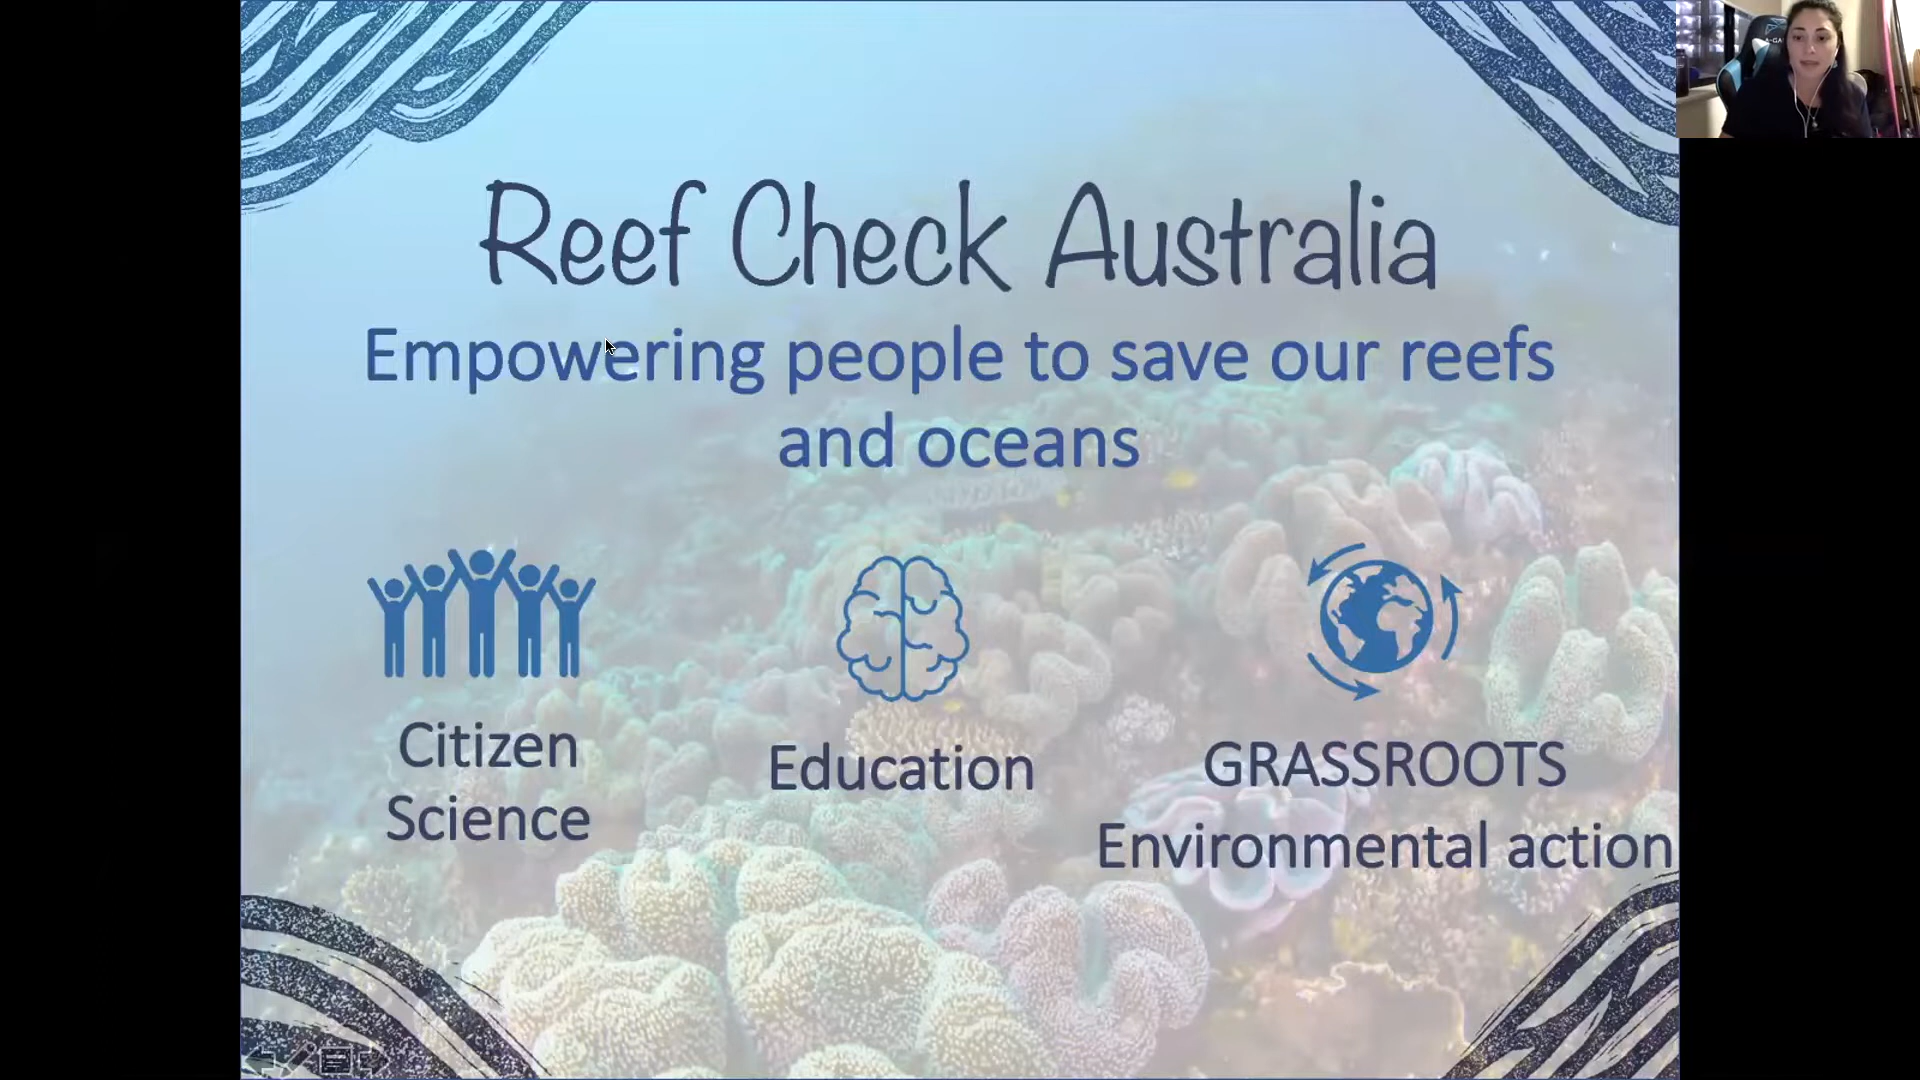 Reef Check Australia
Empowering people to save our reefs
and oceans
Citizen
Science
Education
GRASSROOTS
Environmental action